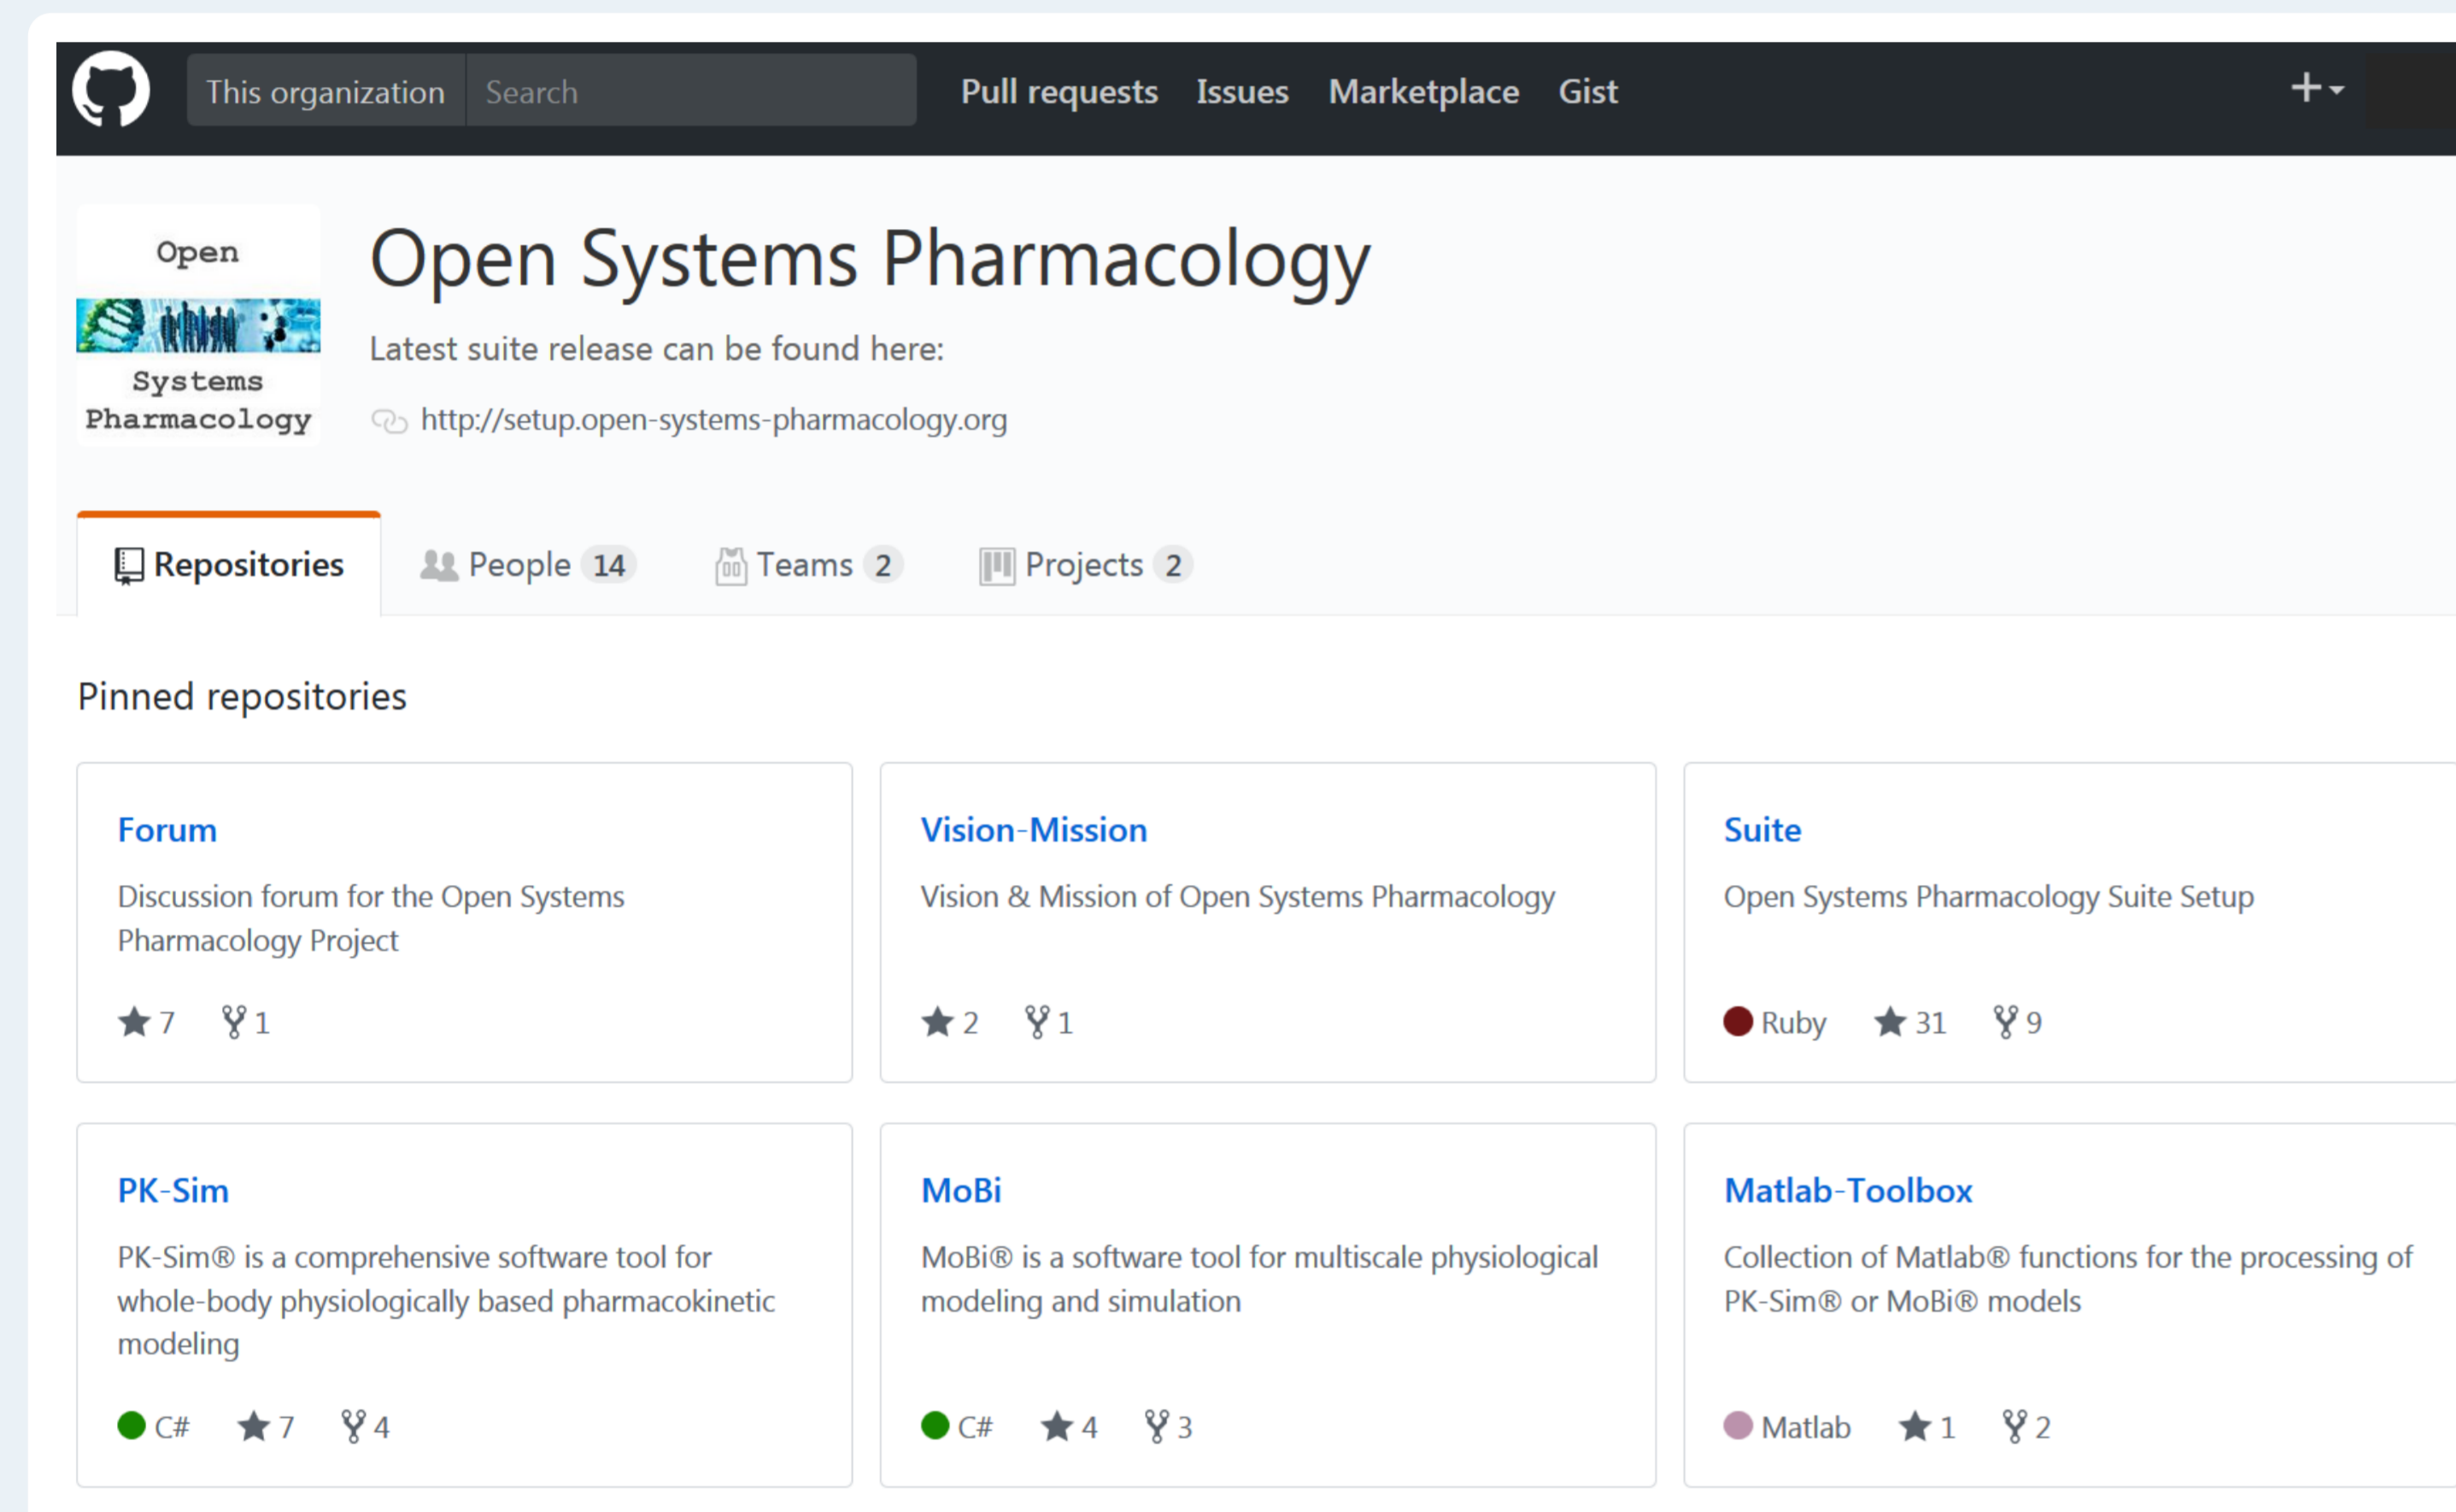 This organization Search Pull requests Issues Marketplace Gist
Open
Systems
Pharmacology
Open Systems Pharmacology
Latest suite release can be found here:
http://setup.open-systems-pharmacology.org
Repositories People 14 Teams 2 Projects 2
Pinned repositories
Forum
Discussion forum for the Open Systems
Pharmacology Project
7 1
Vision-Mission
Vision & Mission of Open Systems Pharmacology
2 1
Suite
Open Systems Pharmacology Suite Setup
Ruby 31 9
PK-Sim
PK-Sim® is a comprehensive software tool for
whole-body physiologically based pharmacokinetic
modeling
C# 7 4
MoBi
MoBi® is a software tool for multiscale physiological
modeling and simulation
C# 4 3
Matlab-Toolbox
Collection of Matlab® functions for the processing of
PK-Sim® or MoBi® models
Matlab 1 2